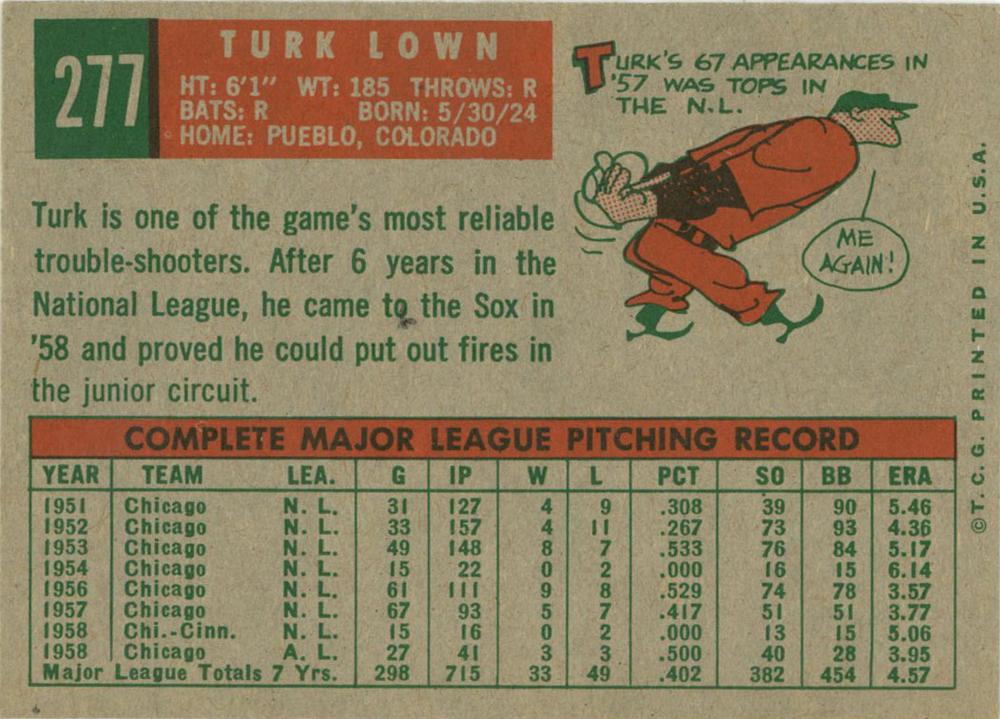 277
TURK LOWN
HT: 6'1" WT: 185 THROWS: R
BATS: R BORN: 5/30/24
HOME: PUEBLO, COLORADO
TURK'S 67 APPEARANCES IN
'57 WAS TOPS IN
THE N.L.
ME
AGAIN!
Turk is one of the game's most reliable
trouble-shooters. After 6 years in the
National League, he came to the Sox in
'58 and proved he could put out fires in
the junior circuit.
COMPLETE MAJOR LEAGUE PITCHING RECORD
YEAR TEAM LEA. G IP W L PCT SO BB ERA
1951 Chicago N. L. 31 127 4 9 .308 39 90 5.46
1952 Chicago N. L. 33 157 4 11 .267 73 93 4.36
1953 Chicago N. L. 49 148 8 7 .533 76 84 5.17
1954 Chicago N. L. 15 22 0 2 .000 16 15 6.14
1956 Chicago N. L. 61 111 9 8 .529 74 78 3.57
1957 Chicago N. L. 67 93 5 7 .417 51 51 3.77
1958 Chi.-Cinn. N. L. 15 16 0 2 .000 13 15 5.06
1958 Chicago A. L. 27 41 3 3 .500 40 28 3.95
Major League Totals 7 Yrs. 298 715 33 49 .402 382 454 4.57
©T. C. G. PRINTED IN U.S.A.